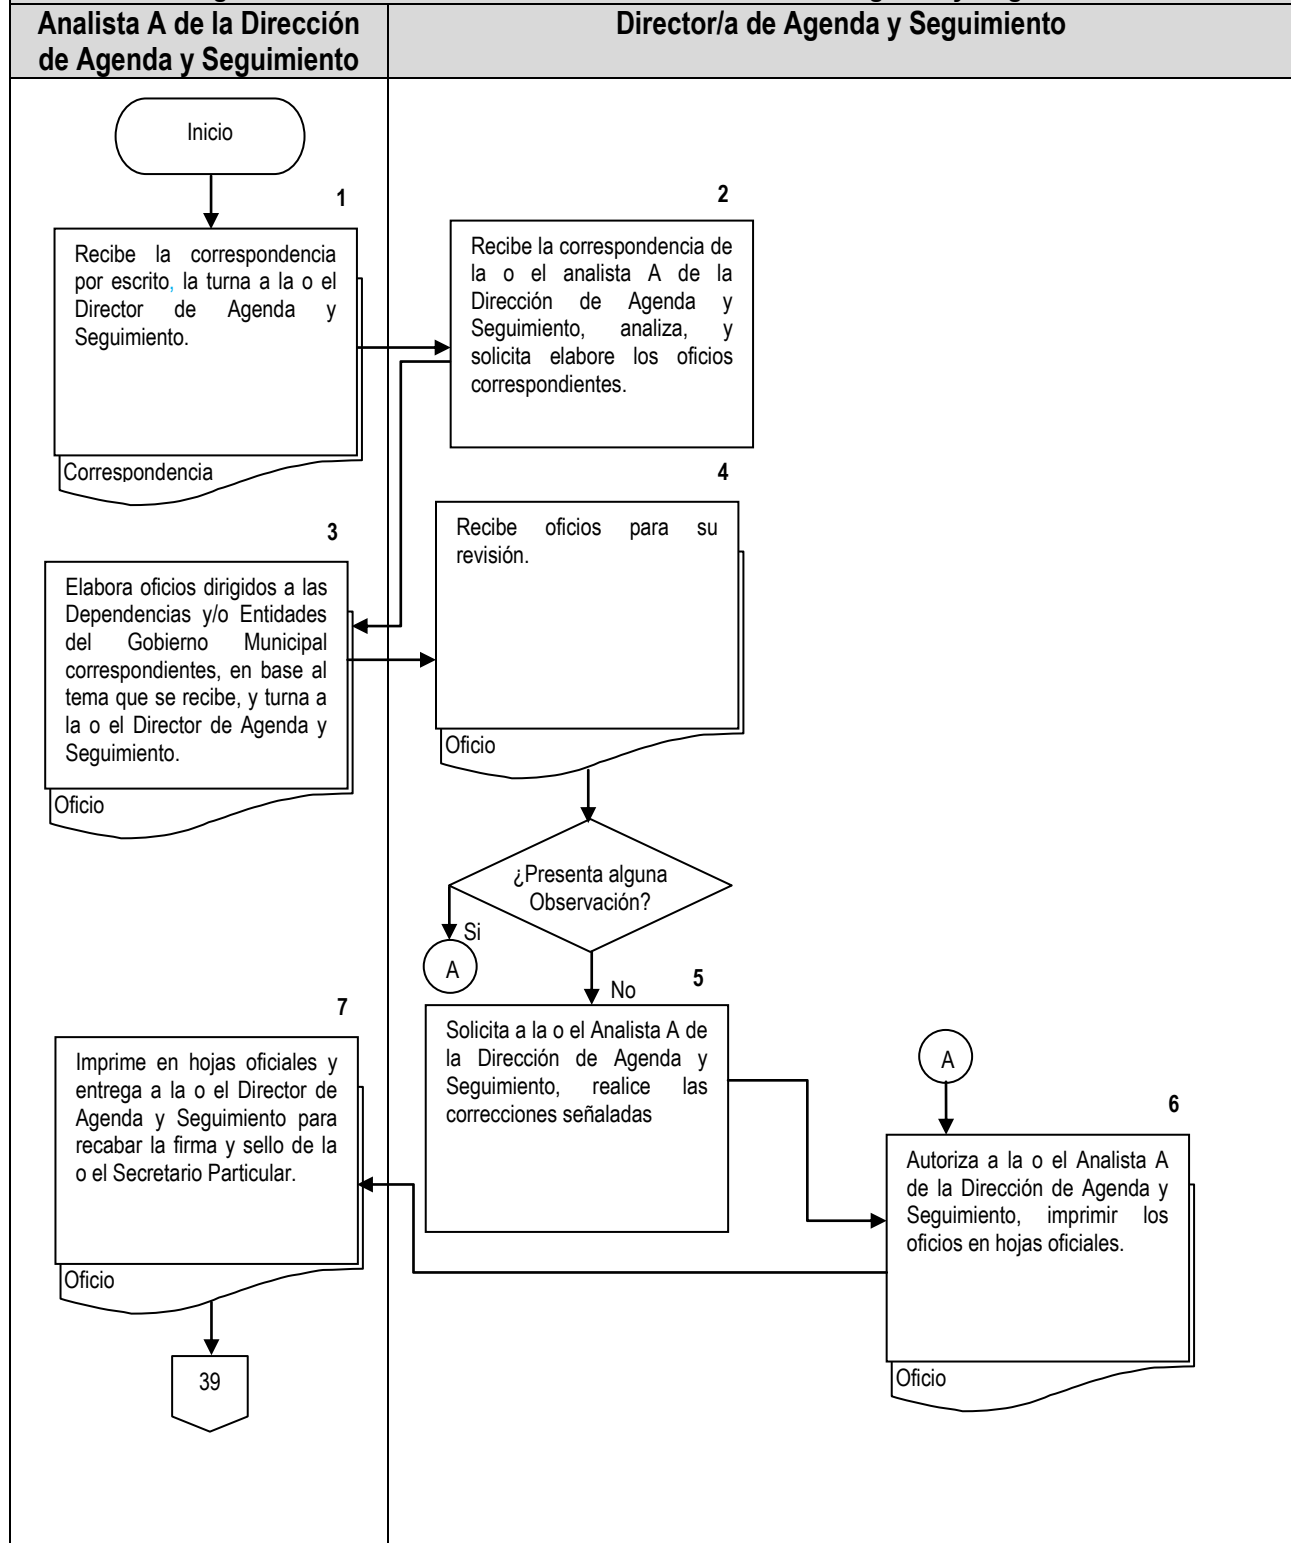 Analista A de la Dirección
de Agenda y Seguimiento
Director/a de Agenda y Seguimiento
Inicio
1
Recibe la correspondencia
por escrito, la turna a la o el
Director de Agenda y
Seguimiento.
Correspondencia
2
Recibe la correspondencia de
la o el analista A de la
Dirección de Agenda y
Seguimiento, analiza, y
solicita elabore los oficios
correspondientes.
3
Elabora oficios dirigidos a las
Dependencias y/o Entidades
del Gobierno Municipal
correspondientes, en base al
tema que se recibe, y turna a
la o el Director de Agenda y
Seguimiento.
Oficio
4
Recibe oficios para su
revisión.
Oficio
¿Presenta alguna
Observación?
Si
A
No
5
Solicita a la o el Analista A de
la Dirección de Agenda y
Seguimiento, realice las
correcciones señaladas
A
6
Autoriza a la o el Analista A
de la Dirección de Agenda y
Seguimiento, imprimir los
oficios en hojas oficiales.
Oficio
7
Imprime en hojas oficiales y
entrega a la o el Director de
Agenda y Seguimiento para
recabar la firma y sello de la
o el Secretario Particular.
Oficio
39